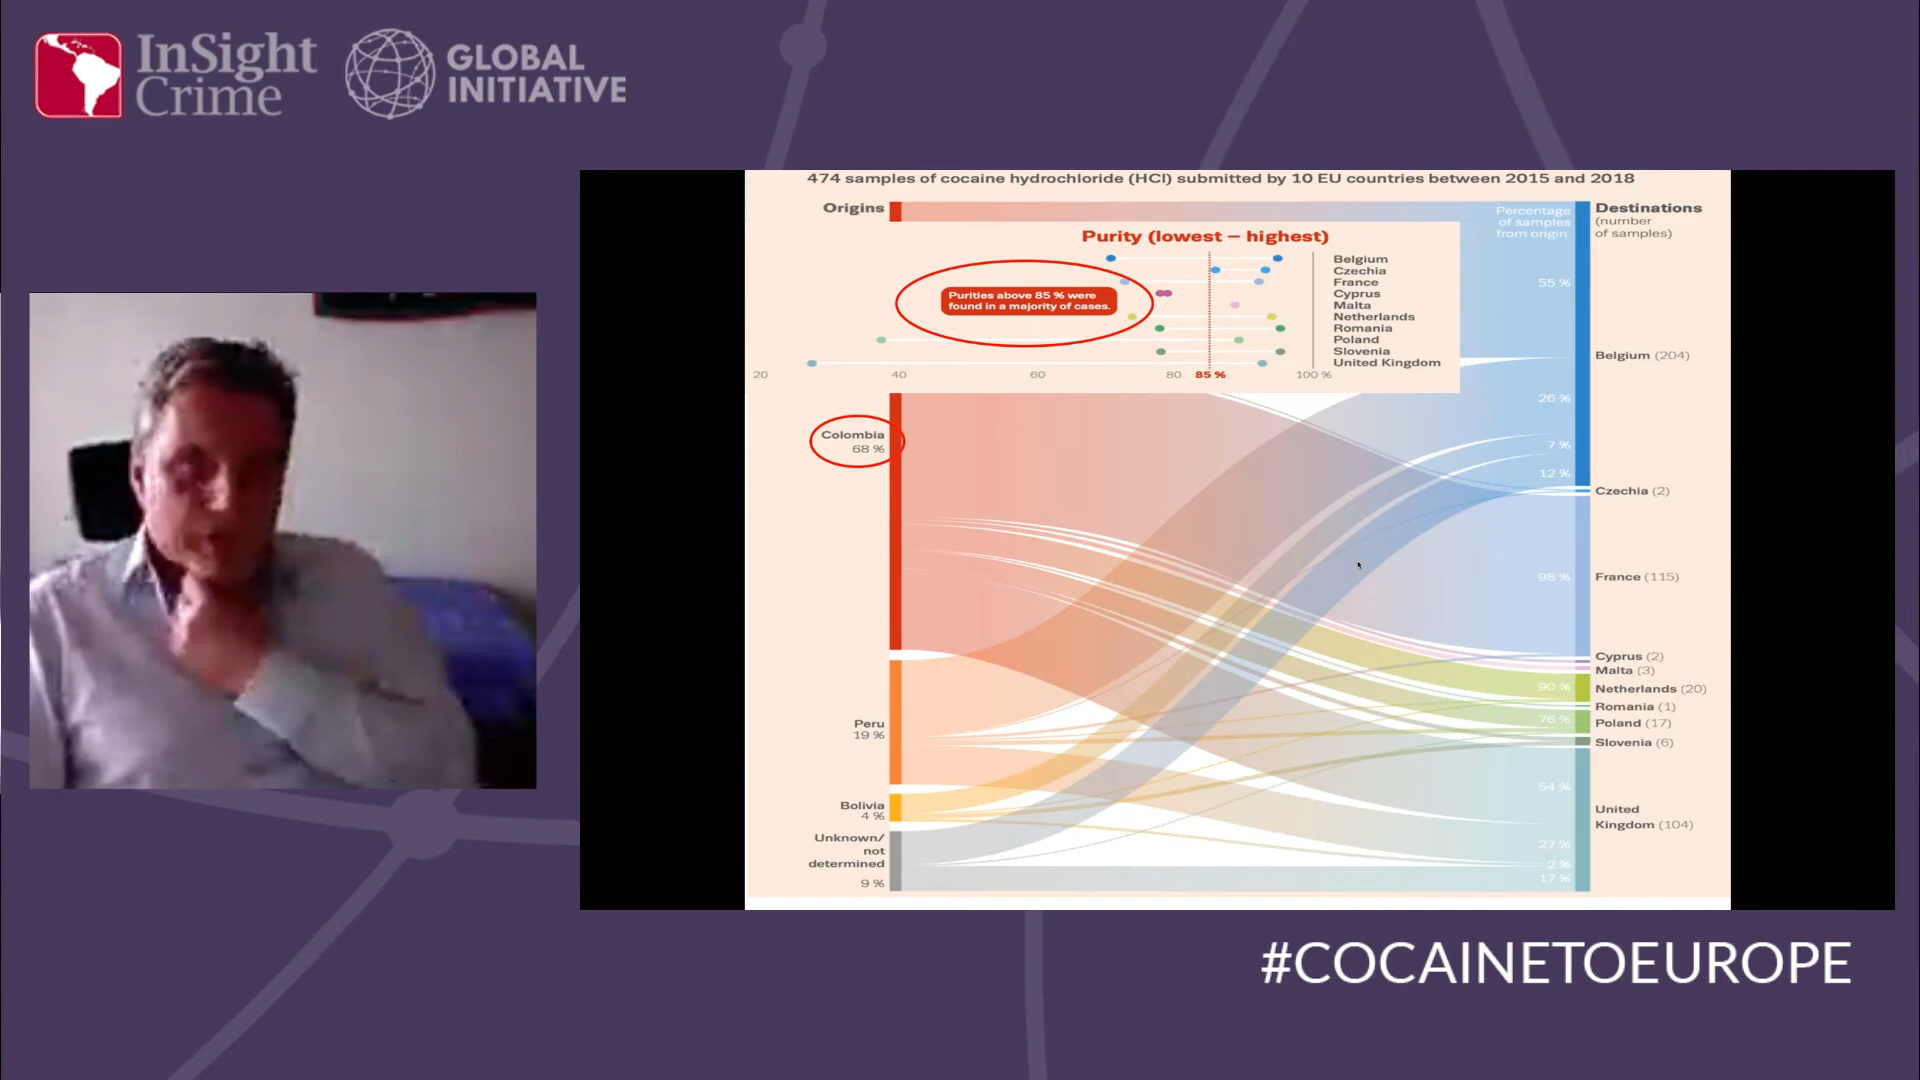 InSight
Crime
GLOBAL
INITIATIVE
474 samples of cocaine hydrochloride (HCl) submitted by 10 EU countries between 2015 and 2018
Origins
Percentage
of samples
from origin
Destinations
(number
of samples)
Purity (lowest – highest)
Purities above 85 % were
found in a majority of cases.
Belgium
Czechia
France
Cyprus
Malta
Netherlands
Romania
Poland
Slovenia
United Kingdom
20
40
60
80
85 %
100 %
Colombia
68 %
Peru
19 %
Bolivia
4 %
Unknown/
not
determined
9 %
55 %
26 %
7 %
12 %
98 %
90 %
76 %
54 %
27 %
2 %
17 %
Belgium (204)
Czechia (2)
France (115)
Cyprus (2)
Malta (3)
Netherlands (20)
Romania (1)
Poland (17)
Slovenia (6)
United
Kingdom (104)
#COCAINETOEUROPE